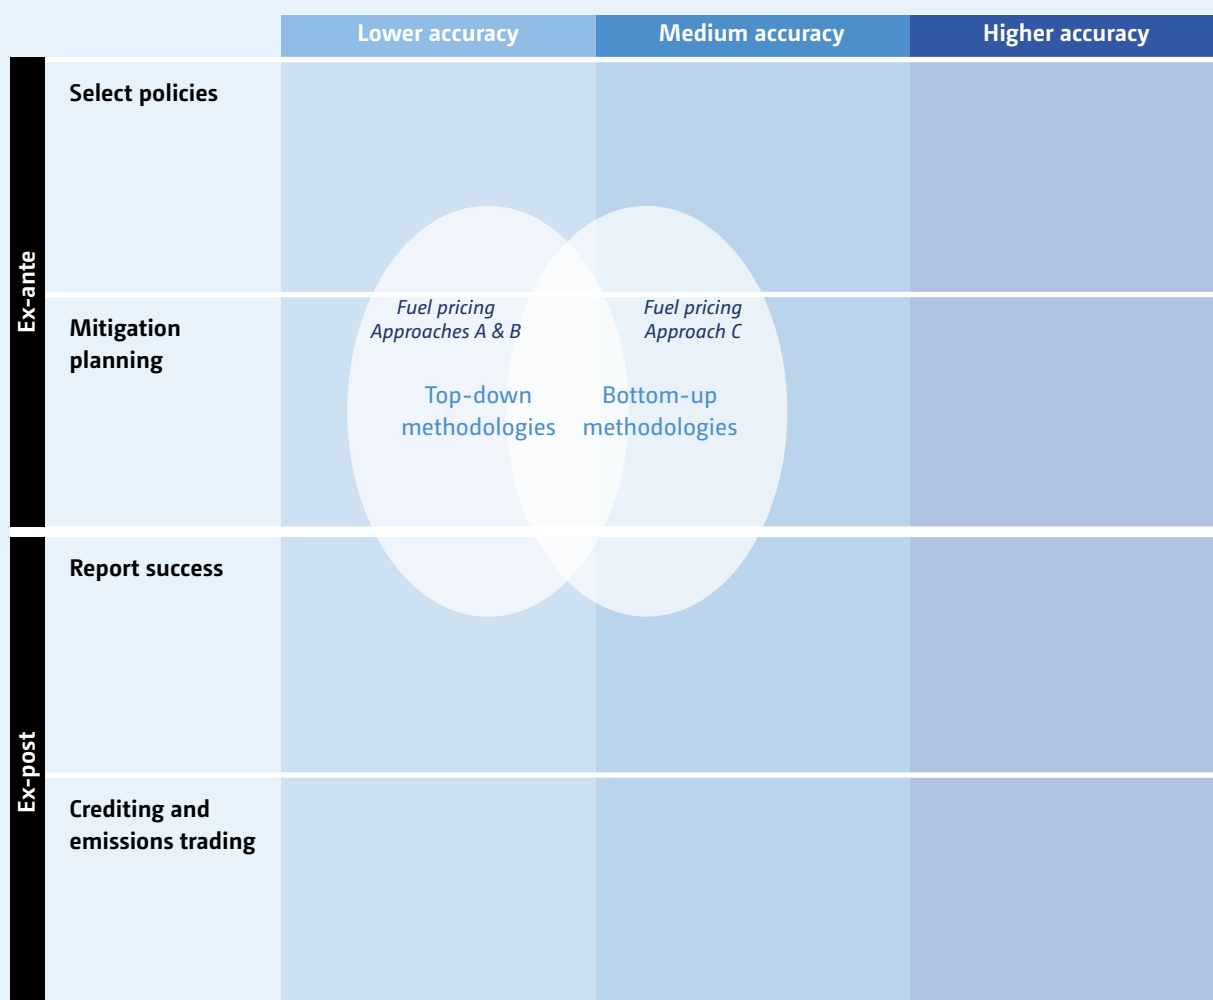 Lower accuracy
Medium accuracy
Higher accuracy
Ex-ante
Select policies
Mitigation
planning
Fuel pricing
Approaches A & B
Fuel pricing
Approach C
Top-down
methodologies
Bottom-up
methodologies
Ex-post
Report success
Crediting and
emissions trading